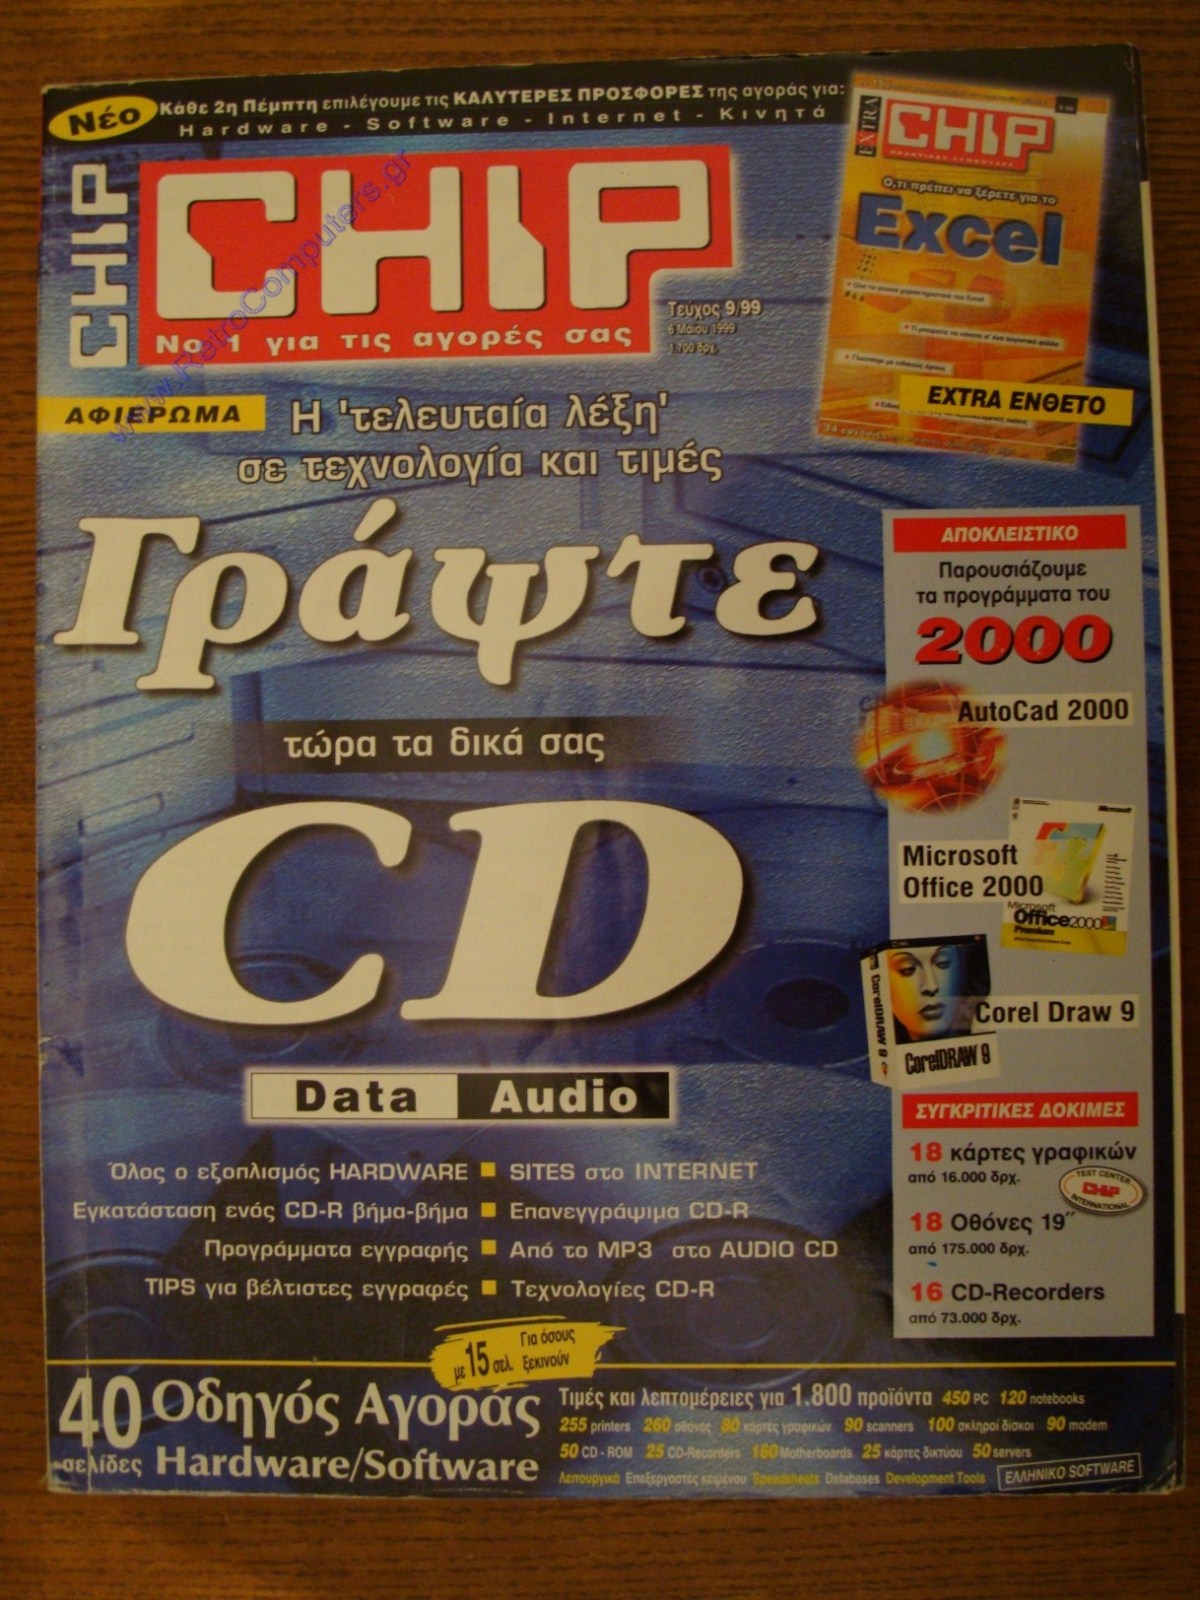 Νέο
Κάθε 2η Πέμπτη επιλέγουμε τις ΚΑΛΥΤΕΡΕΣ ΠΡΟΣΦΟΡΕΣ της αγοράς για:
Hardware - Software - Internet - Κινητά
CHIP
CHIP
Νο 1 για τις αγορές σας
Τεύχος 9/99
6 Μαΐου 1999
1.700 δρχ.
www.RetroComputers.gr
EXTRA
CHIP
Ο,τι πρέπει να ξέρετε για το
Excel
EXTRA ΕΝΘΕΤΟ
ΑΦΙΕΡΩΜΑ
Η 'τελευταία λέξη'
σε τεχνολογία και τιμές
Γράψτε
τώρα τα δικά σας
CD
Data Audio
Όλος ο εξοπλισμός HARDWARE ■ SITES στο INTERNET
Εγκατάσταση ενός CD-R βήμα-βήμα ■ Επανεγγράψιμα CD-R
Προγράμματα εγγραφής ■ Από το MP3 στο AUDIO CD
TIPS για βέλτιστες εγγραφές ■ Τεχνολογίες CD-R
ΑΠΟΚΛΕΙΣΤΙΚΟ
Παρουσιάζουμε
τα προγράμματα του
2000
AutoCad 2000
Microsoft
Office 2000
Microsoft
Office2000
Premium
Corel Draw 9
CorelDRAW 9
CorelDRAW 9
ΣΥΓΚΡΙΤΙΚΕΣ ΔΟΚΙΜΕΣ
18 κάρτες γραφικών
από 16.000 δρχ.
TEST CENTER
CHIP
INTERNATIONAL
18 Οθόνες 19"
από 175.000 δρχ.
16 CD-Recorders
από 73.000 δρχ.
με 15 σελ. Για όσους
ξεκινούν
40 Οδηγός Αγοράς
σελίδες Hardware/Software
Τιμές και λεπτομέρειες για 1.800 προϊόντα 450 PC 120 notebooks
255 printers 260 οθόνες 80 κάρτες γραφικών 90 scanners 100 σκληροί δίσκοι 90 modem
50 CD - ROM 25 CD-Recorders 160 Motherboards 25 κάρτες δικτύου 50 servers
Λειτουργικά Επεξεργαστές κειμένου Speadsheets Databases Development Tools
ΕΛΛΗΝΙΚΟ SOFTWARE